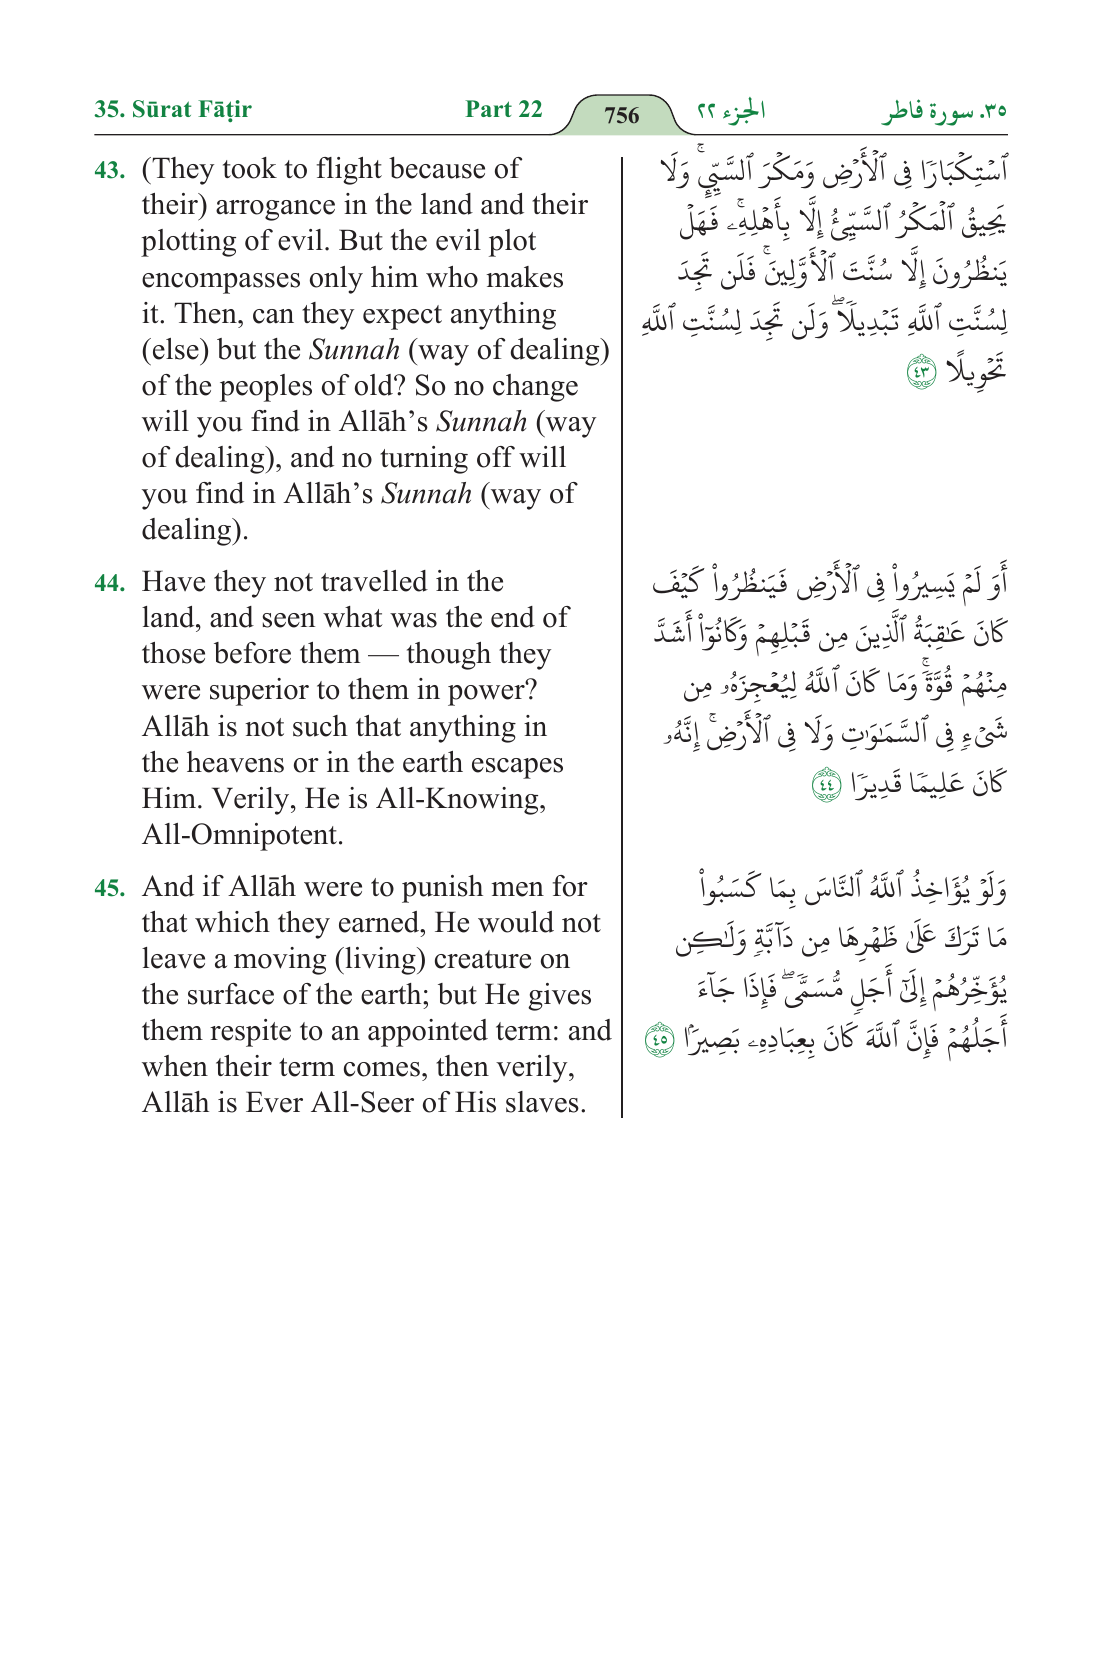 35. Sūrat Fāṭir
Part 22
756
الجزء ٢٢
٣٥. سورة فاطر
43. (They took to flight because of
their) arrogance in the land and their
plotting of evil. But the evil plot
encompasses only him who makes
it. Then, can they expect anything
(else) but the Sunnah (way of dealing)
of the peoples of old? So no change
will you find in Allāh’s Sunnah (way
of dealing), and no turning off will
you find in Allāh’s Sunnah (way of
dealing).
44. Have they not travelled in the
land, and seen what was the end of
those before them — though they
were superior to them in power?
Allāh is not such that anything in
the heavens or in the earth escapes
Him. Verily, He is All-Knowing,
All-Omnipotent.
45. And if Allāh were to punish men for
that which they earned, He would not
leave a moving (living) creature on
the surface of the earth; but He gives
them respite to an appointed term: and
when their term comes, then verily,
Allāh is Ever All-Seer of His slaves.
ٱسۡتِكۡبَارٗا فِي ٱلۡأَرۡضِ وَمَكۡرَ ٱلسَّيِّيِٕۚ وَلَا
يَحِيقُ ٱلۡمَكۡرُ ٱلسَّيِّئُ إِلَّا بِأَهۡلِهِۦۚ فَهَلۡ
يَنظُرُونَ إِلَّا سُنَّتَ ٱلۡأَوَّلِينَۚ فَلَن تَجِدَ
لِسُنَّتِ ٱللَّهِ تَبۡدِيلٗاۖ وَلَن تَجِدَ لِسُنَّتِ ٱللَّهِ
تَحۡوِيلًا ٤٣
أَوَ لَمۡ يَسِيرُواْ فِي ٱلۡأَرۡضِ فَيَنظُرُواْ كَيۡفَ
كَانَ عَٰقِبَةُ ٱلَّذِينَ مِن قَبۡلِهِمۡ وَكَانُوٓاْ أَشَدَّ
مِنۡهُمۡ قُوَّةٗۚ وَمَا كَانَ ٱللَّهُ لِيُعۡجِزَهُۥ مِن
شَيۡءٖ فِي ٱلسَّمَٰوَٰتِ وَلَا فِي ٱلۡأَرۡضِۚ إِنَّهُۥ
كَانَ عَلِيمٗا قَدِيرٗا ٤٤
وَلَوۡ يُؤَاخِذُ ٱللَّهُ ٱلنَّاسَ بِمَا كَسَبُواْ
مَا تَرَكَ عَلَىٰ ظَهۡرِهَا مِن دَآبَّةٖ وَلَٰكِن
يُؤَخِّرُهُمۡ إِلَىٰٓ أَجَلٖ مُّسَمّٗىۖ فَإِذَا جَآءَ
أَجَلُهُمۡ فَإِنَّ ٱللَّهَ كَانَ بِعِبَادِهِۦ بَصِيرَۢا ٤٥